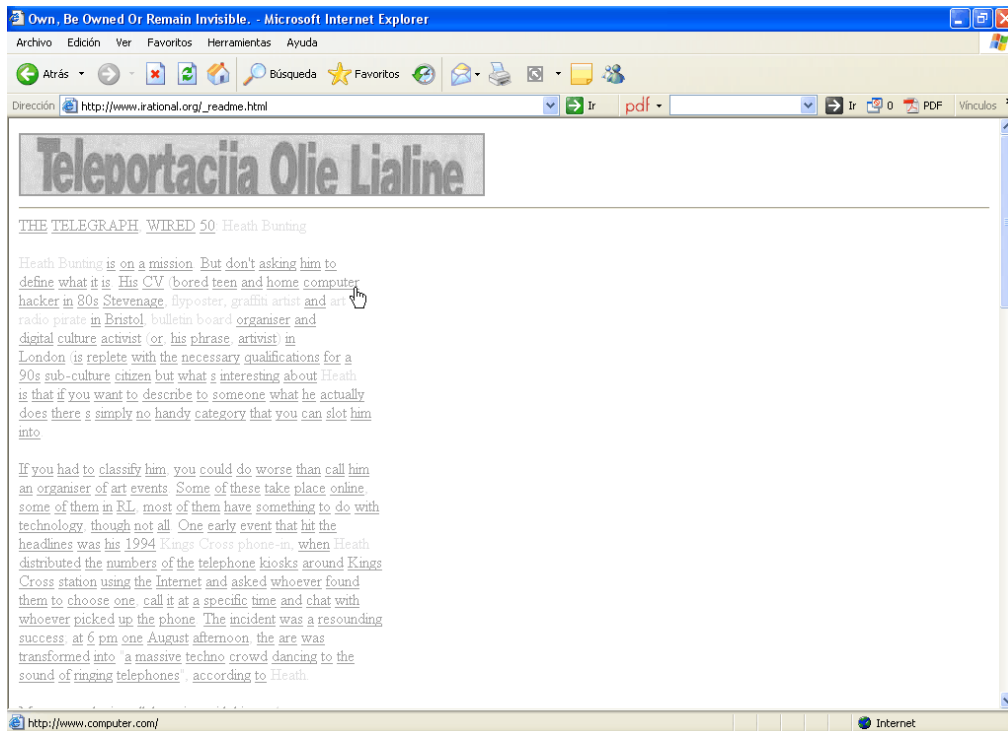 Own, Be Owned Or Remain Invisible. - Microsoft Internet Explorer
Archivo Edición Ver Favoritos Herramientas Ayuda
Atrás Búsqueda Favoritos
Dirección http://www.irational.org/_readme.html Ir pdf Ir 0 PDF Vínculos
Teleportaciia Olie Lialine
THE TELEGRAPH, WIRED 50: Heath Bunting
Heath Bunting is on a mission. But don't asking him to
define what it is. His CV (bored teen and home computer
hacker in 80s Stevenage, flyposter, graffiti artist and art
radio pirate in Bristol, bulletin board organiser and
digital culture activist (or, his phrase, artivist) in
London (is replete with the necessary qualifications for a
90s sub-culture citizen but what s interesting about Heath
is that if you want to describe to someone what he actually
does there s simply no handy category that you can slot him
into.
If you had to classify him, you could do worse than call him
an organiser of art events. Some of these take place online,
some of them in RL, most of them have something to do with
technology, though not all. One early event that hit the
headlines was his 1994 Kings Cross phone-in, when Heath
distributed the numbers of the telephone kiosks around Kings
Cross station using the Internet and asked whoever found
them to choose one, call it at a specific time and chat with
whoever picked up the phone. The incident was a resounding
success, at 6 pm one August afternoon, the are was
transformed into "a massive techno crowd dancing to the
sound of ringing telephones", according to Heath.
http://www.computer.com/ Internet